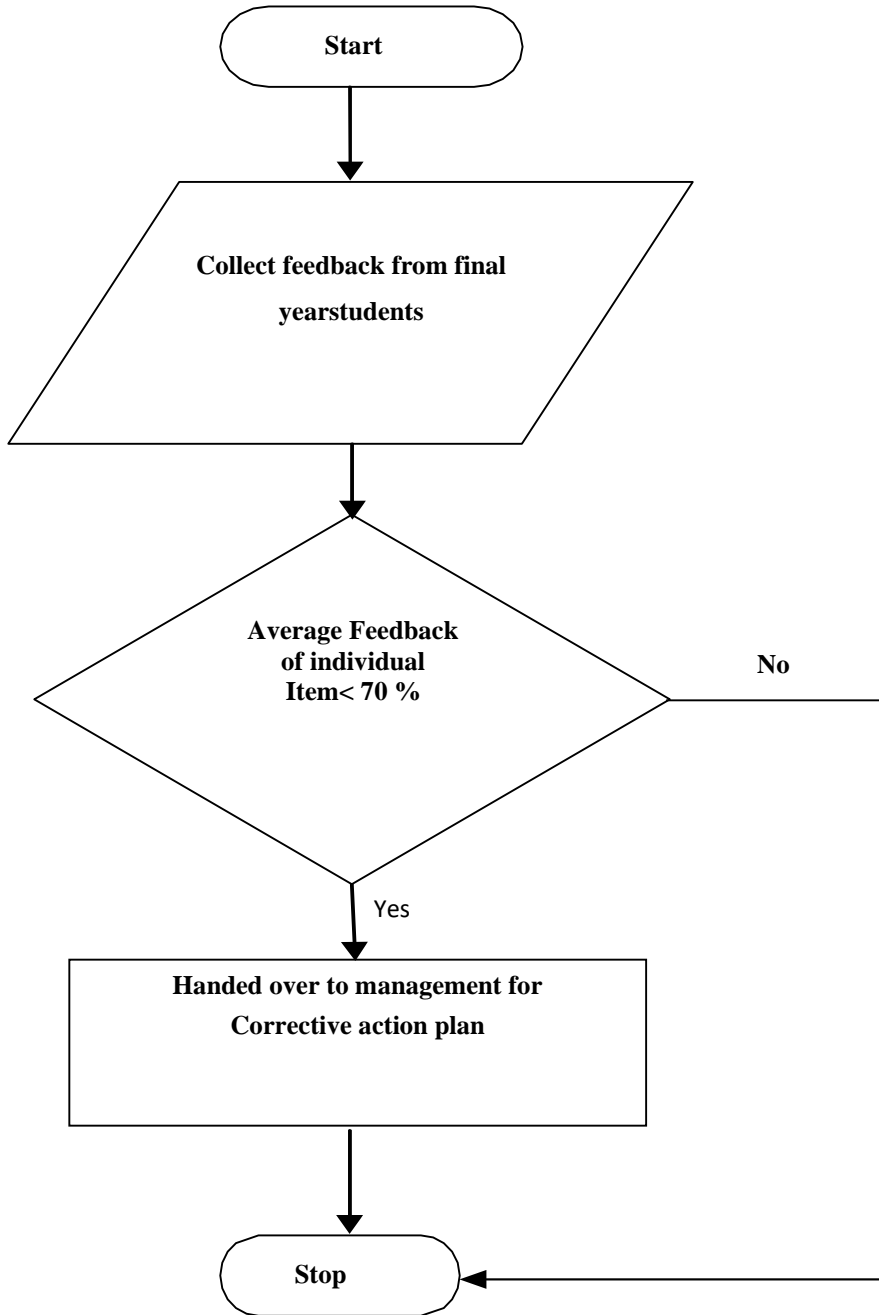 Start
Collect feedback from final
yearstudents
Average Feedback
of individual
Item< 70 %
No
Yes
Handed over to management for
Corrective action plan
Stop